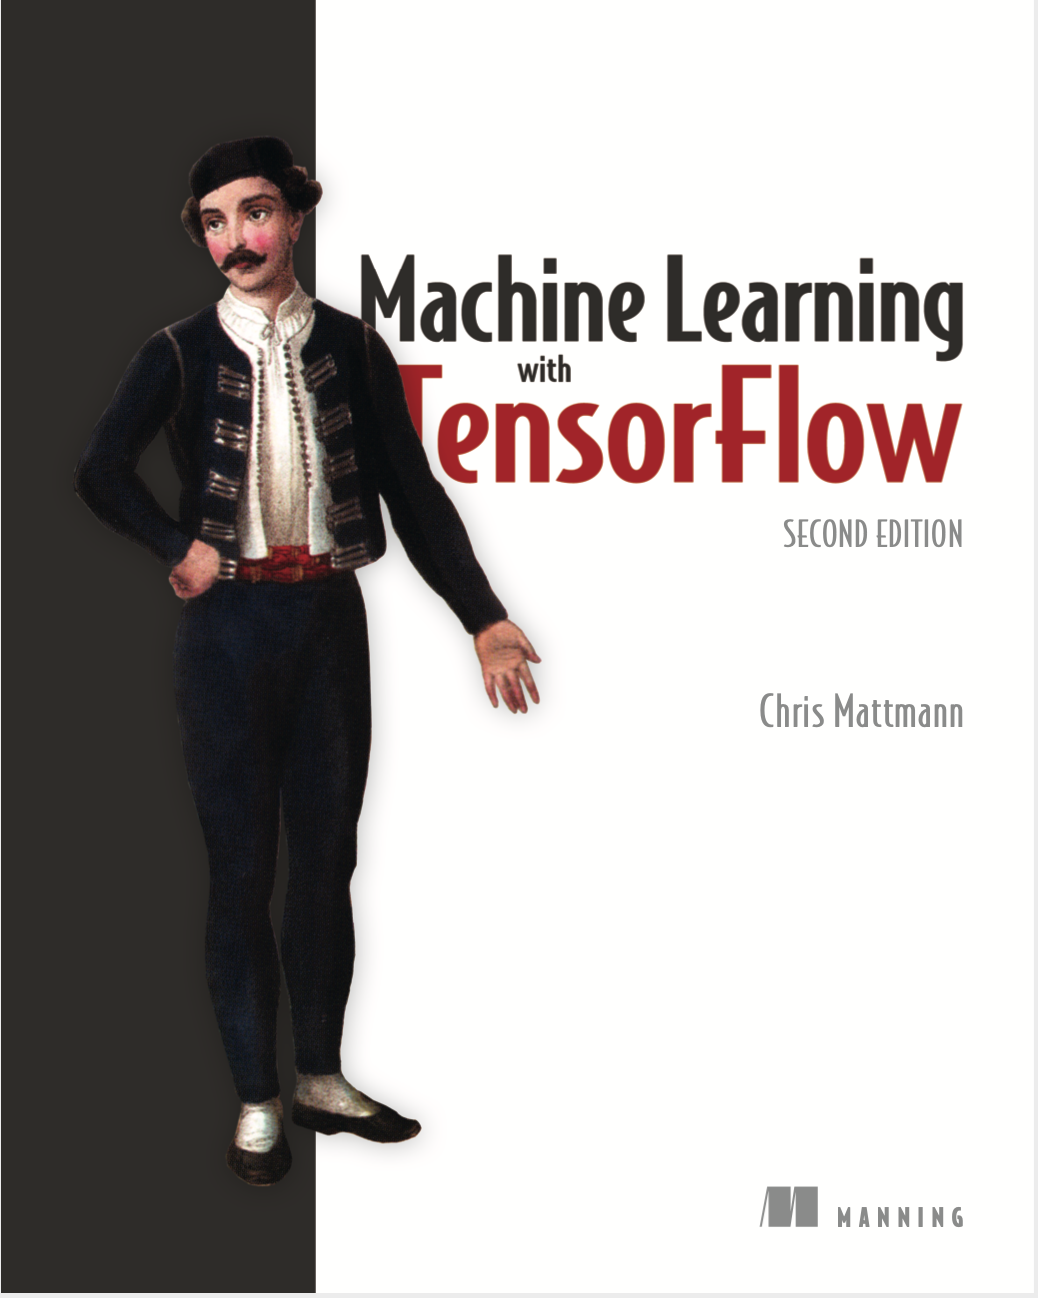 Machine Learning
with
TensorFlow
SECOND EDITION
Chris Mattmann
MANNING